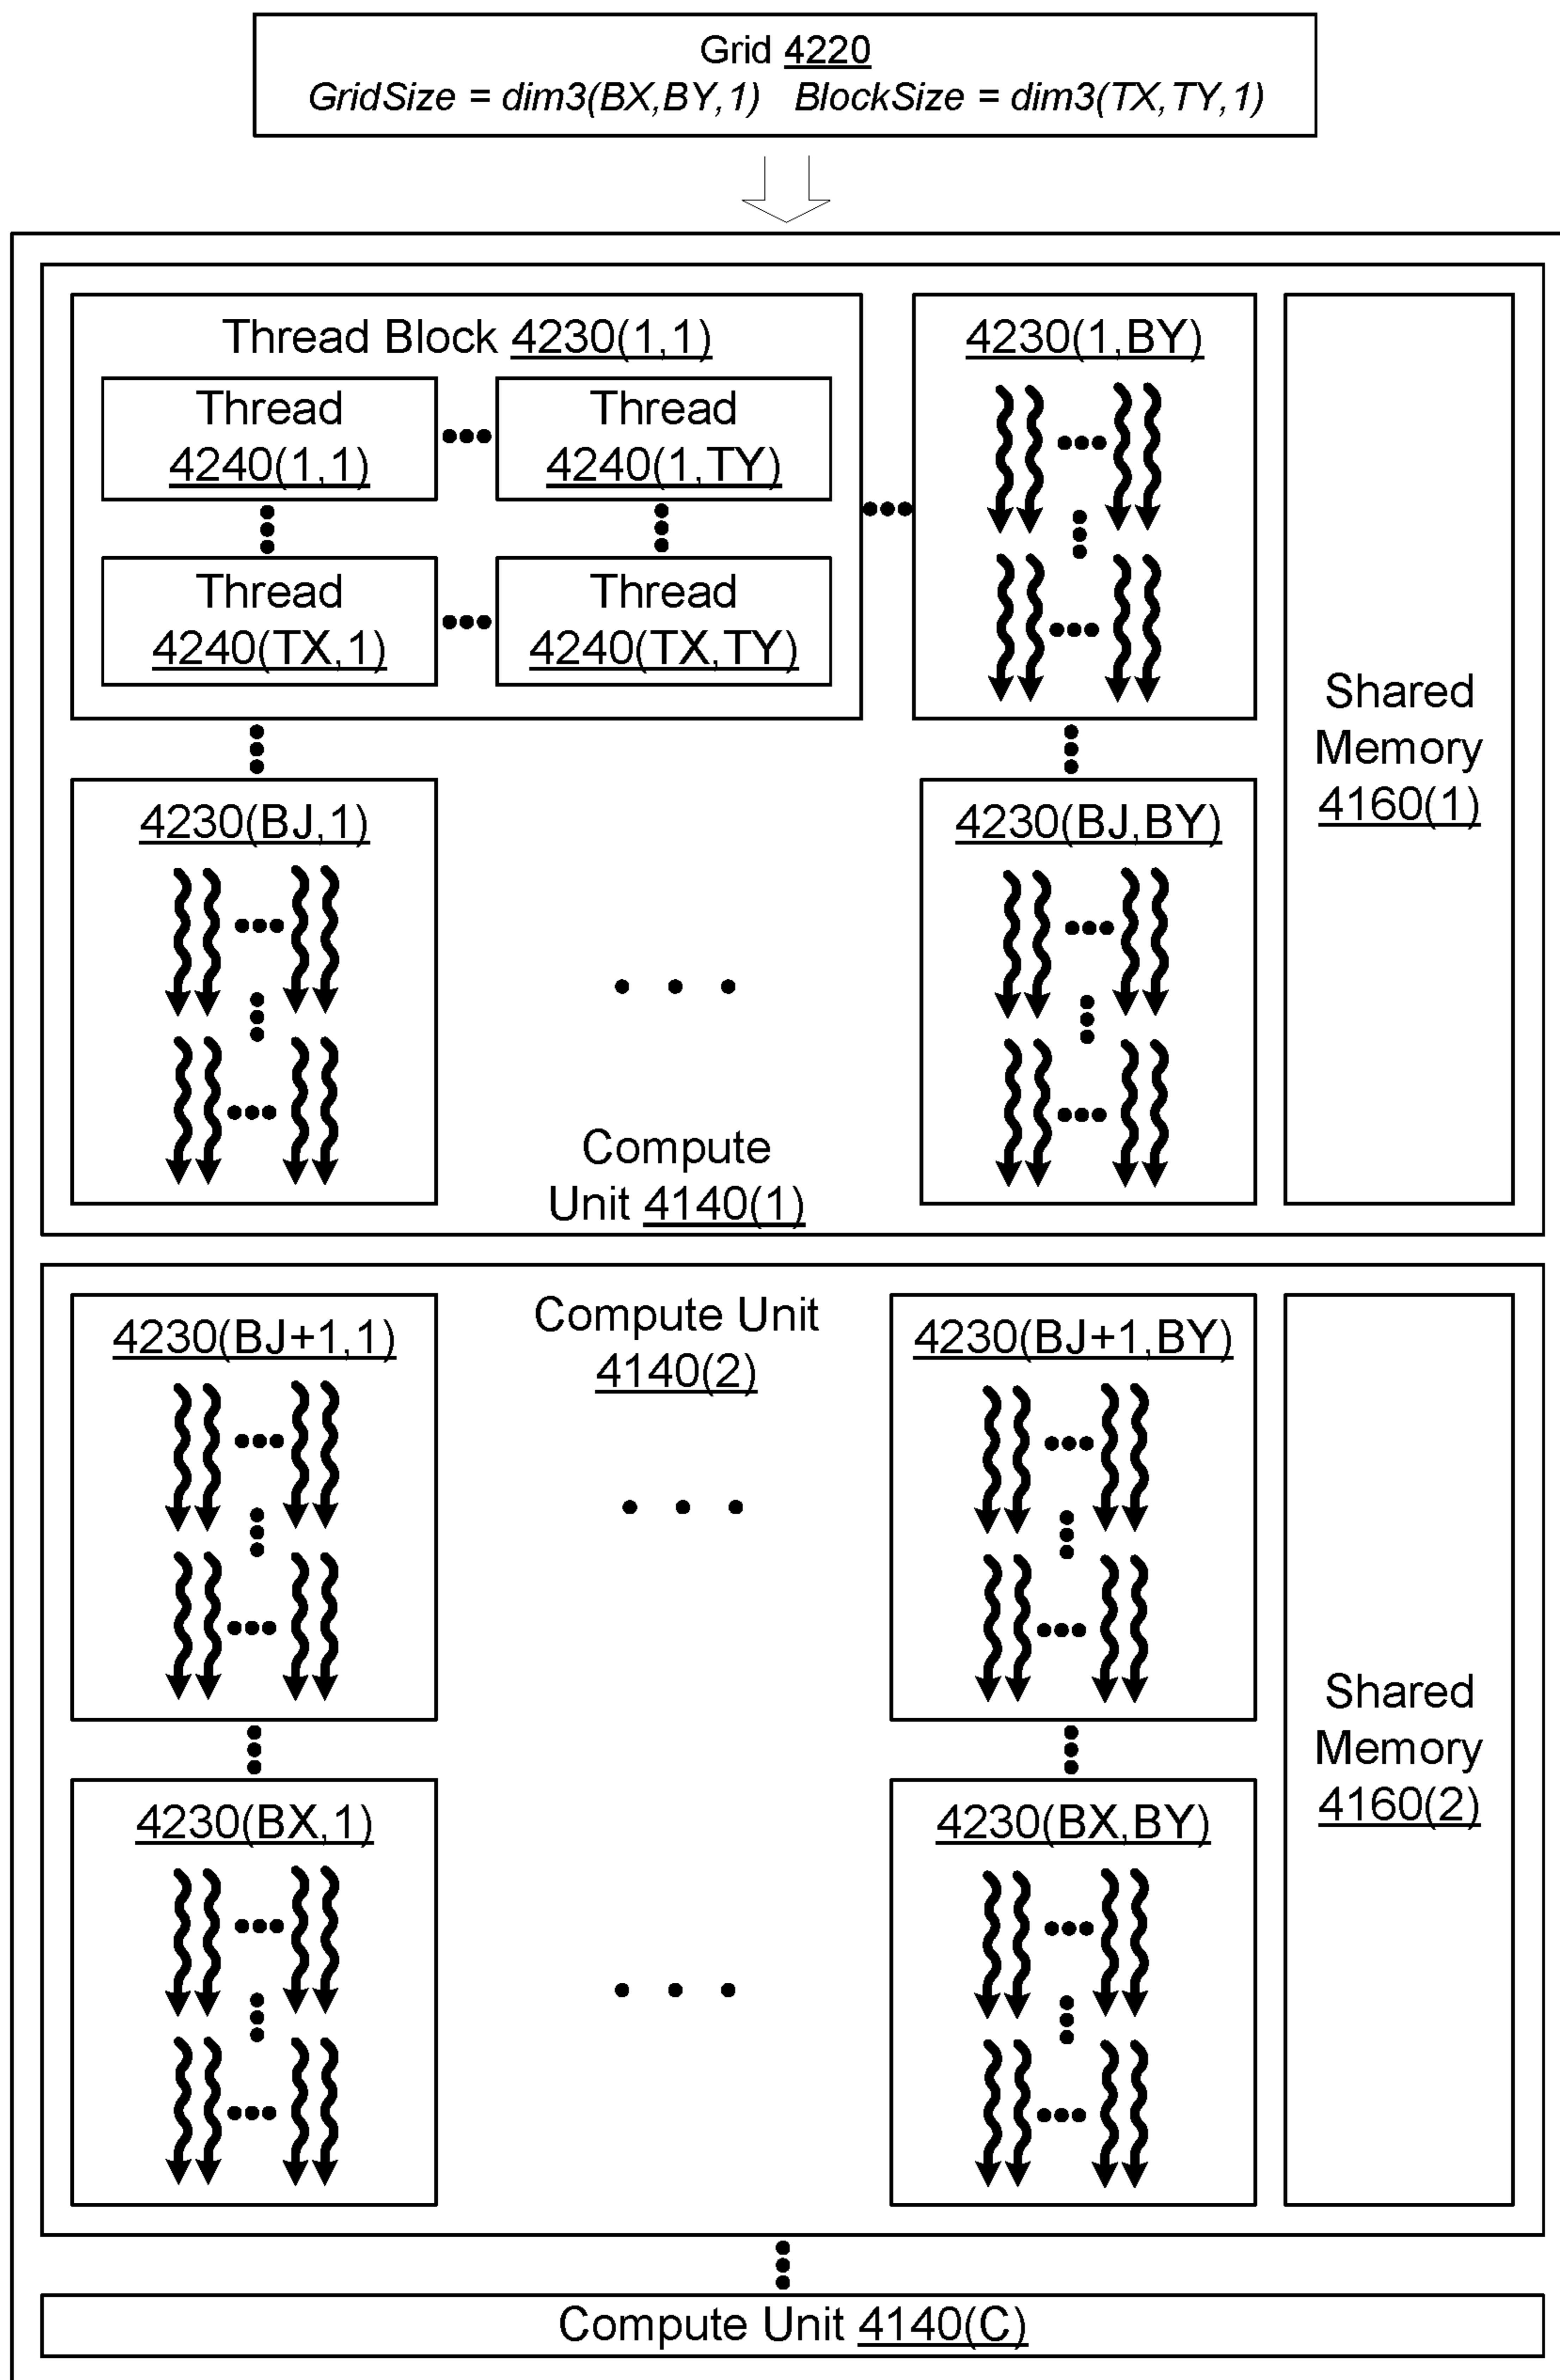 Grid 4220
GridSize = dim3(BX,BY,1) BlockSize = dim3(TX,TY,1)
Thread Block 4230(1,1)
Thread
4240(1,1)
Thread
4240(1,TY)
Thread
4240(TX,1)
Thread
4240(TX,TY)
4230(1,BY)
Shared
Memory
4160(1)
4230(BJ,1)
4230(BJ,BY)
Compute
Unit 4140(1)
4230(BJ+1,1)
Compute Unit
4140(2)
4230(BJ+1,BY)
Shared
Memory
4160(2)
4230(BX,1)
4230(BX,BY)
Compute Unit 4140(C)